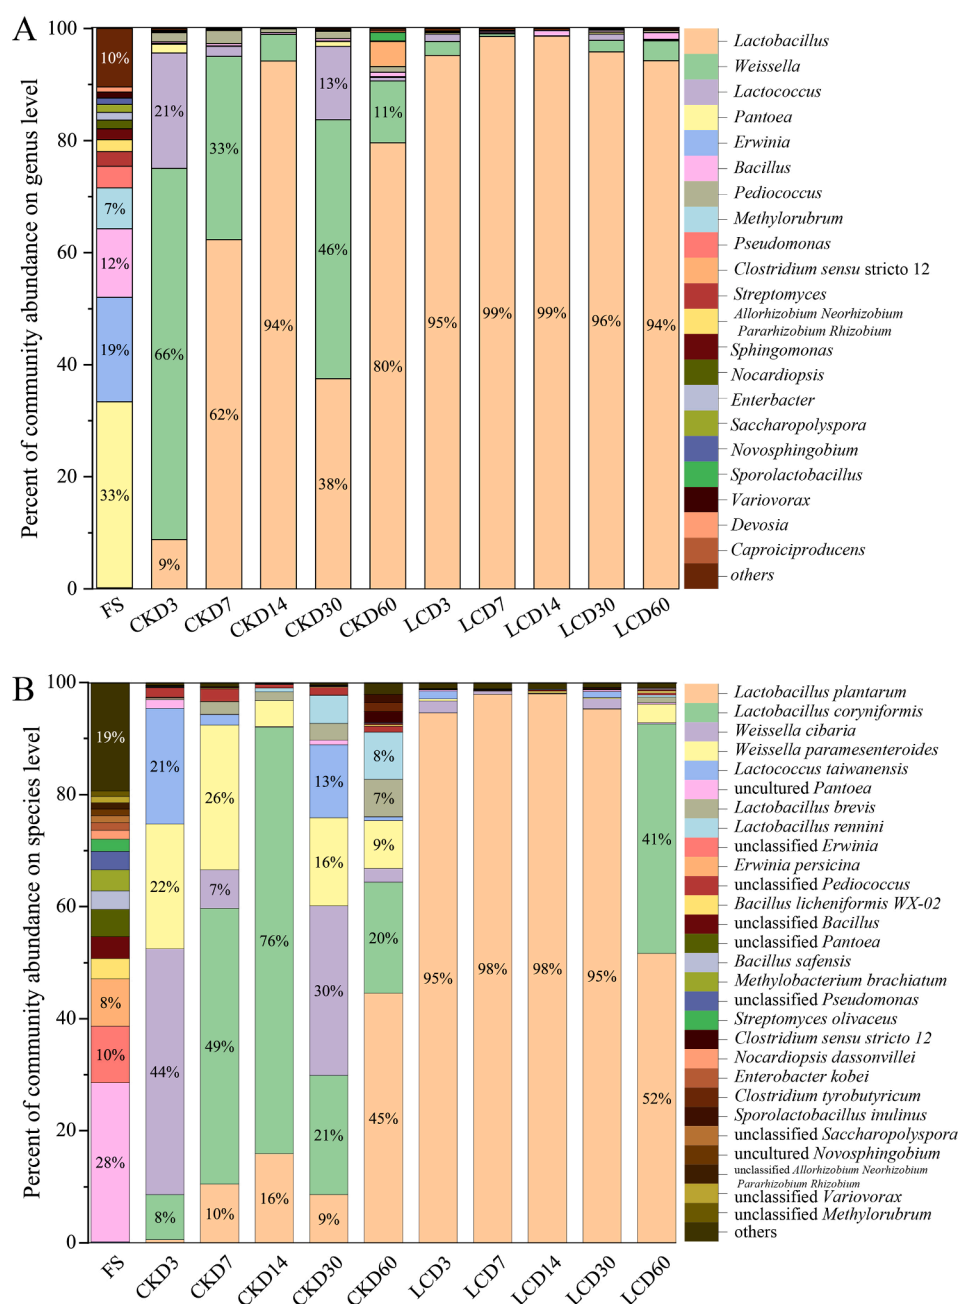 A
Percent of community abundance on genus level
100
80
60
40
20
0
10%
7%
12%
19%
33%
21%
66%
9%
33%
62%
94%
13%
46%
38%
11%
80%
95%
99%
99%
96%
94%
FS
CKD3
CKD7
CKD14
CKD30
CKD60
LCD3
LCD7
LCD14
LCD30
LCD60
Lactobacillus
Weissella
Lactococcus
Pantoea
Erwinia
Bacillus
Pediococcus
Methylorubrum
Pseudomonas
Clostridium sensu stricto 12
Streptomyces
Allorhizobium Neorhizobium
Pararhizobium Rhizobium
Sphingomonas
Nocardiopsis
Enterbacter
Saccharopolyspora
Novosphingobium
Sporolactobacillus
Variovorax
Devosia
Caproiciproducens
others
B
Percent of community abundance on species level
100
80
60
40
20
0
19%
8%
10%
28%
21%
22%
44%
8%
26%
7%
49%
10%
76%
16%
13%
16%
30%
21%
9%
8%
7%
9%
20%
45%
95%
98%
98%
95%
41%
52%
FS
CKD3
CKD7
CKD14
CKD30
CKD60
LCD3
LCD7
LCD14
LCD30
LCD60
Lactobacillus plantarum
Lactobacillus coryniformis
Weissella cibaria
Weissella paramesenteroides
Lactococcus taiwanensis
uncultured Pantoea
Lactobacillus brevis
Lactobacillus rennini
unclassified Erwinia
Erwinia persicina
unclassified Pediococcus
Bacillus licheniformis WX-02
unclassified Bacillus
unclassified Pantoea
Bacillus safensis
Methylobacterium brachiatum
unclassified Pseudomonas
Streptomyces olivaceus
Clostridium sensu stricto 12
Nocardiopsis dassonvillei
Enterobacter kobei
Clostridium tyrobutyricum
Sporolactobacillus inulinus
unclassified Saccharopolyspora
uncultured Novosphingobium
unclassified Allorhizobium Neorhizobium
Pararhizobium Rhizobium
unclassified Variovorax
unclassified Methylorubrum
others